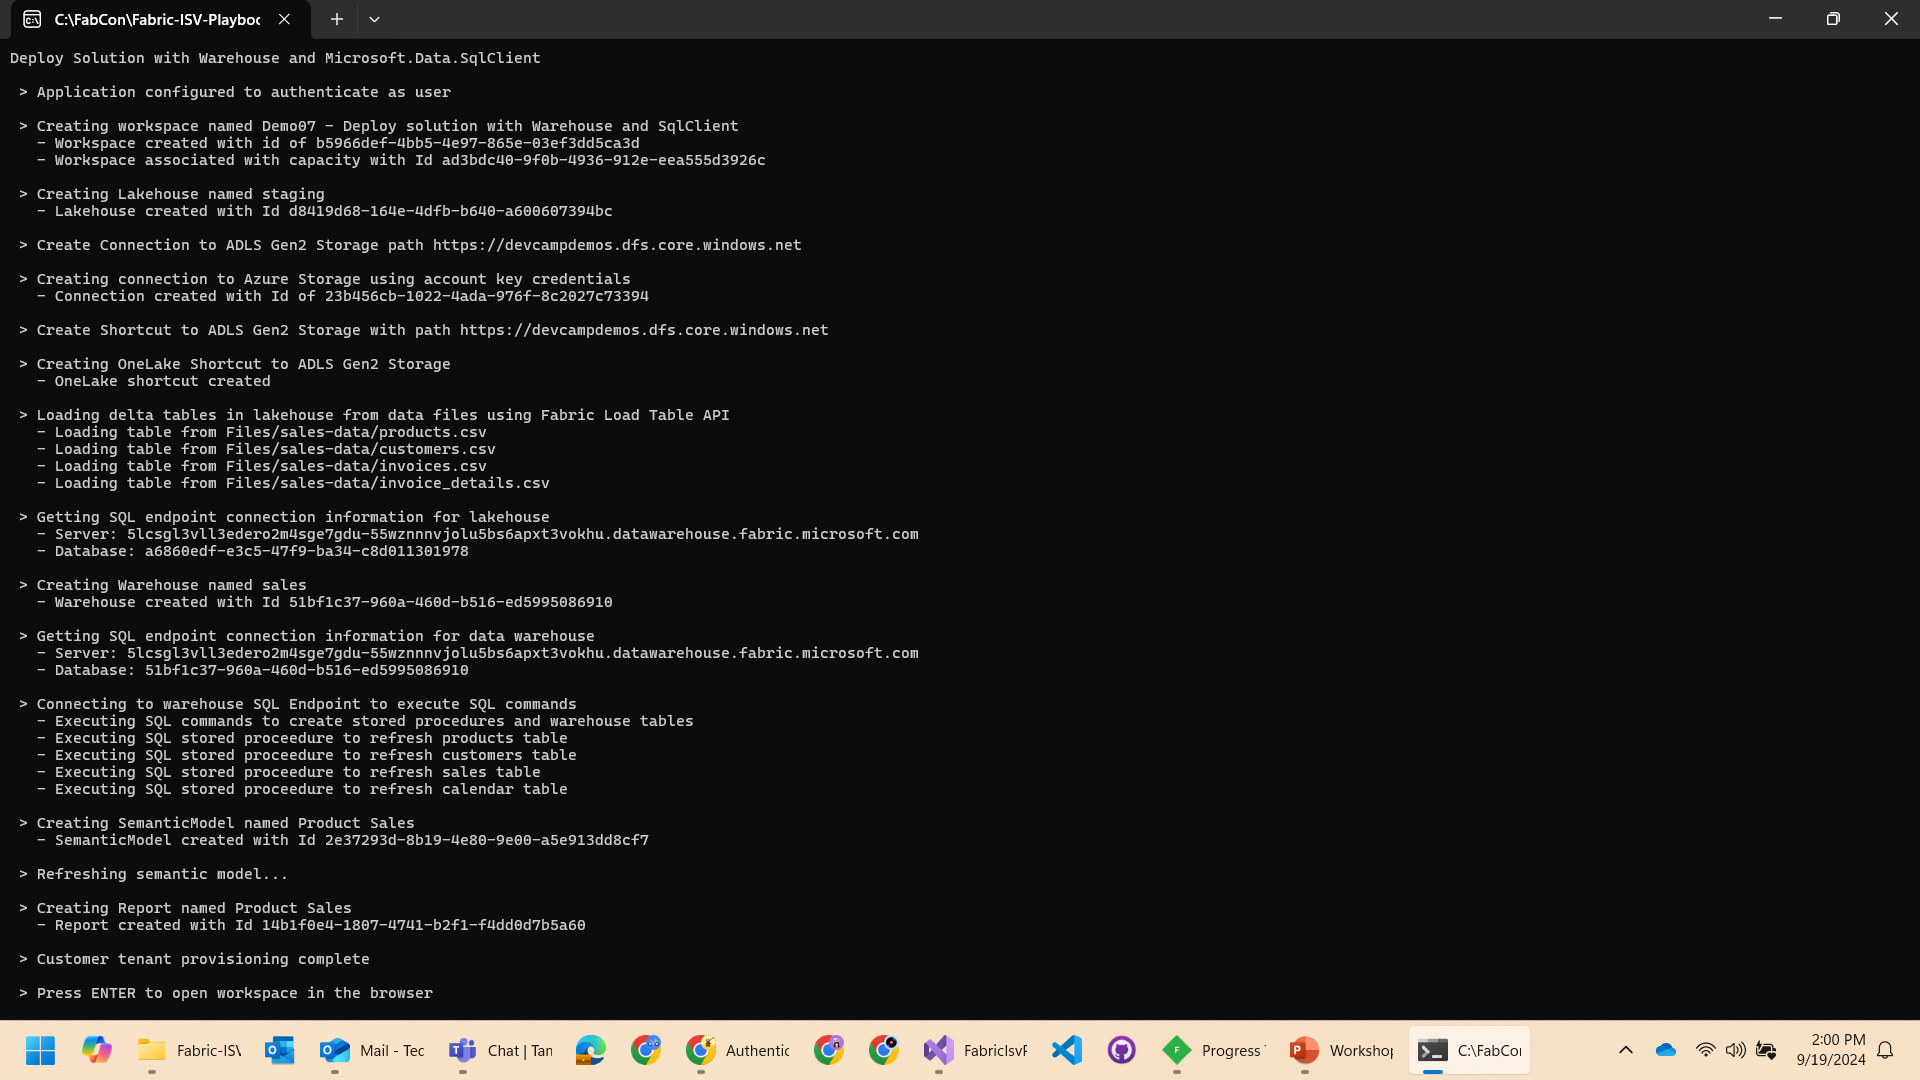 C:\FabCon\Fabric-ISV-Playboo
Deploy Solution with Warehouse and Microsoft.Data.SqlClient
> Application configured to authenticate as user
> Creating workspace named Demo07 - Deploy solution with Warehouse and SqlClient
- Workspace created with id of b5966def-4bb5-4e97-865e-03ef3dd5ca3d
- Workspace associated with capacity with Id ad3bdc40-9f0b-4936-912e-eea555d3926c
> Creating Lakehouse named staging
- Lakehouse created with Id d8419d68-164e-4dfb-b640-a600607394bc
> Create Connection to ADLS Gen2 Storage path https://devcampdemos.dfs.core.windows.net
> Creating connection to Azure Storage using account key credentials
- Connection created with Id of 23b456cb-1022-4ada-976f-8c2027c73394
> Create Shortcut to ADLS Gen2 Storage with path https://devcampdemos.dfs.core.windows.net
> Creating OneLake Shortcut to ADLS Gen2 Storage
- OneLake shortcut created
> Loading delta tables in lakehouse from data files using Fabric Load Table API
- Loading table from Files/sales-data/products.csv
- Loading table from Files/sales-data/customers.csv
- Loading table from Files/sales-data/invoices.csv
- Loading table from Files/sales-data/invoice_details.csv
> Getting SQL endpoint connection information for lakehouse
- Server: 5lcsgl3vll3edero2m4sge7gdu-55wznnnvjolu5bs6apxt3vokhu.datawarehouse.fabric.microsoft.com
- Database: a6860edf-e3c5-47f9-ba34-c8d011301978
> Creating Warehouse named sales
- Warehouse created with Id 51bf1c37-960a-460d-b516-ed5995086910
> Getting SQL endpoint connection information for data warehouse
- Server: 5lcsgl3vll3edero2m4sge7gdu-55wznnnvjolu5bs6apxt3vokhu.datawarehouse.fabric.microsoft.com
- Database: 51bf1c37-960a-460d-b516-ed5995086910
> Connecting to warehouse SQL Endpoint to execute SQL commands
- Executing SQL commands to create stored procedures and warehouse tables
- Executing SQL stored proceedure to refresh products table
- Executing SQL stored proceedure to refresh customers table
- Executing SQL stored proceedure to refresh sales table
- Executing SQL stored proceedure to refresh calendar table
> Creating SemanticModel named Product Sales
- SemanticModel created with Id 2e37293d-8b19-4e80-9e00-a5e913dd8cf7
> Refreshing semantic model...
> Creating Report named Product Sales
- Report created with Id 14b1f0e4-1807-4741-b2f1-f4dd0d7b5a60
> Customer tenant provisioning complete
> Press ENTER to open workspace in the browser
Fabric-ISV Mail - Tec Chat | Tan Authentic FabricIsvP Progress Workshop C:\FabCor 2:00 PM
9/19/2024